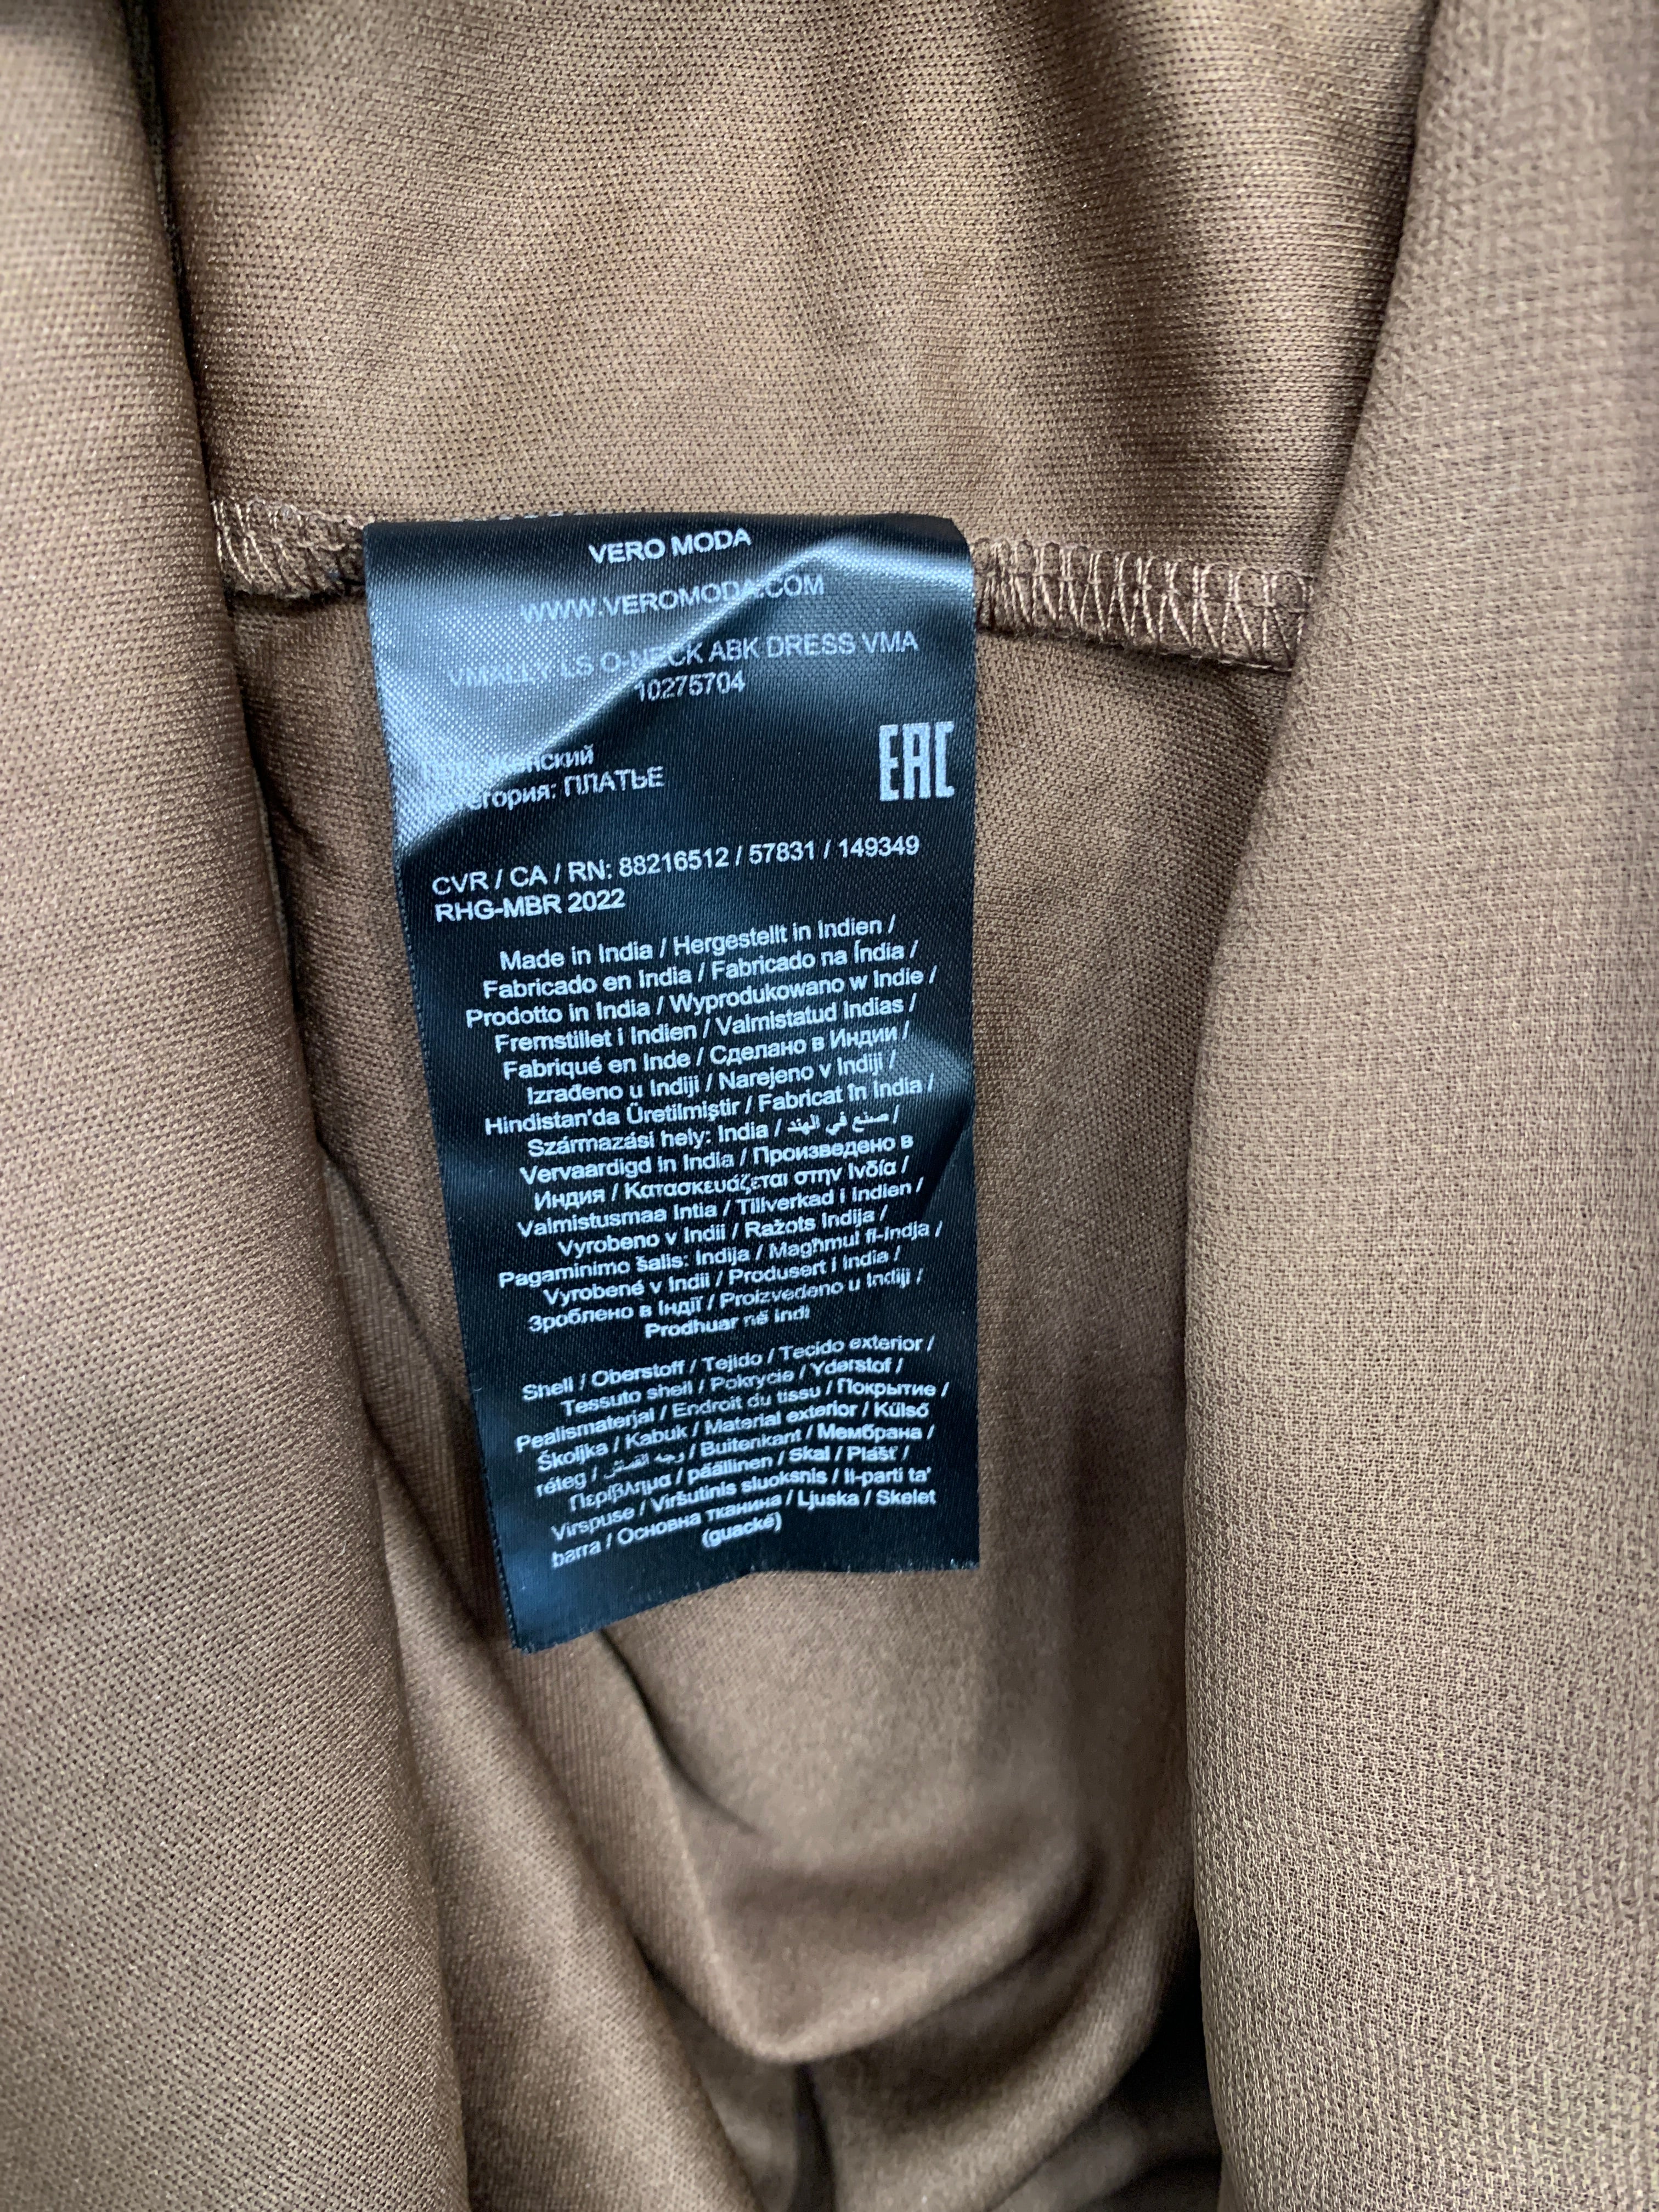 VERO MODA
WWW.VEROMODA.COM
VMALLY LS O-NECK ABK DRESS VMA
10275704
ПЛАТЬЕ
EAC
CVR / CA / RN: 88216512 / 57831 / 149349
RHG-MBR 2022
Made in India / Hergestellt in Indien /
Fabricado en India / Fabricado na Índia /
Prodotto in India / Wyprodukowano w Indie /
Fremstillet i Indien / Valmistatud Indias /
Fabriqué en Inde / Сделано в Индии /
Izrađeno u Indiji / Narejeno v Indiji /
Hindistan'da Üretilmiştir / Fabricat în India /
Származási hely: India / صنع في الهند /
Vervaardigd in India / Произведено в
Индия / Κατασκευάζεται στην Ινδία /
Valmistusmaa Intia / Tillverkad i Indien /
Vyrobeno v Indii / Ražots Indija /
Pagaminimo šalis: Indija / Magħmul fl-Indja /
Vyrobené v Indii / Produsert i India /
Зроблено в Індії / Proizvedeno u Indiji /
Prodhuar në indi
Shell / Oberstoff / Tejido / Tecido exterior /
Tessuto shell / Pokrycie / Yderstof /
Pealismaterjal / Endroit du tissu / Покрытие /
Školjka / Kabuk / Material exterior / Külső
réteg / وجه القماش / Buitenkant / Мембрана /
Περίβλημα / päällinen / Skal / Plášť /
Virspuse / Viršutinis sluoksnis / Il-parti ta'
barra / Основна тканина / Ljuska / Skelet
(guackë)